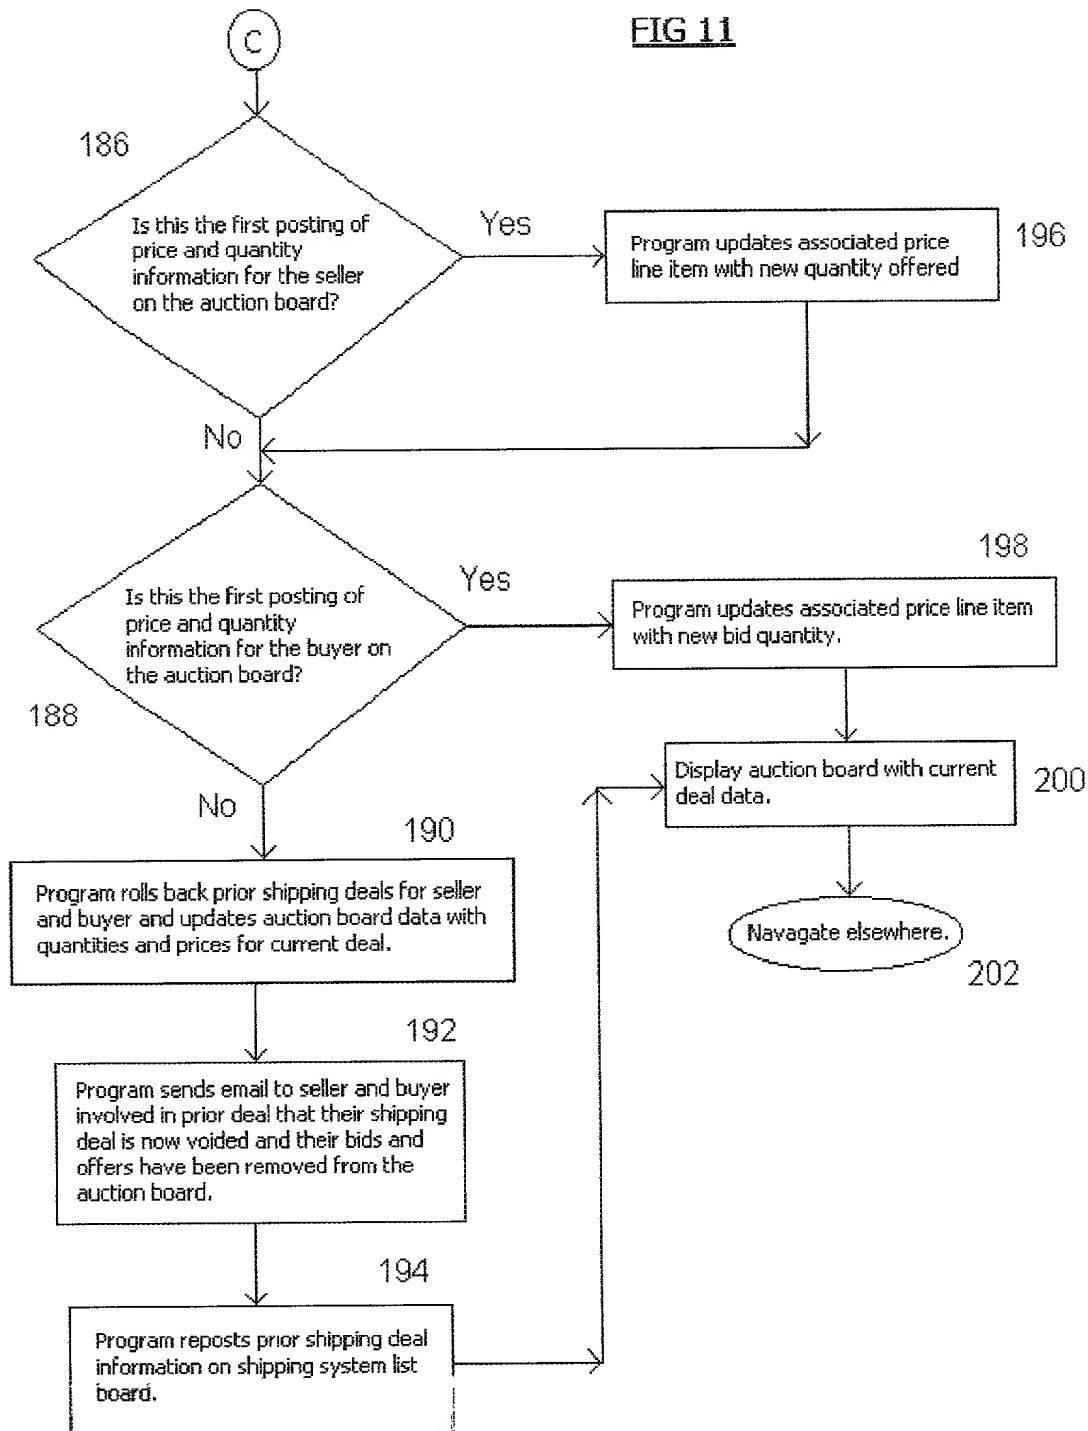 FIG 11
C
186
Is this the first posting of
price and quantity
information for the seller
on the auction board?
Yes
Program updates associated price
line item with new quantity offered
196
No
Is this the first posting of
price and quantity
information for the buyer on
the auction board?
188
Yes
198
Program updates associated price line item
with new bid quantity.
Display auction board with current
deal data.
200
Navagate elsewhere.
202
No
190
Program rolls back prior shipping deals for seller
and buyer and updates auction board data with
quantities and prices for current deal.
192
Program sends email to seller and buyer
involved in prior deal that their shipping
deal is now voided and their bids and
offers have been removed from the
auction board.
194
Program reposts prior shipping deal
information on shipping system list
board.